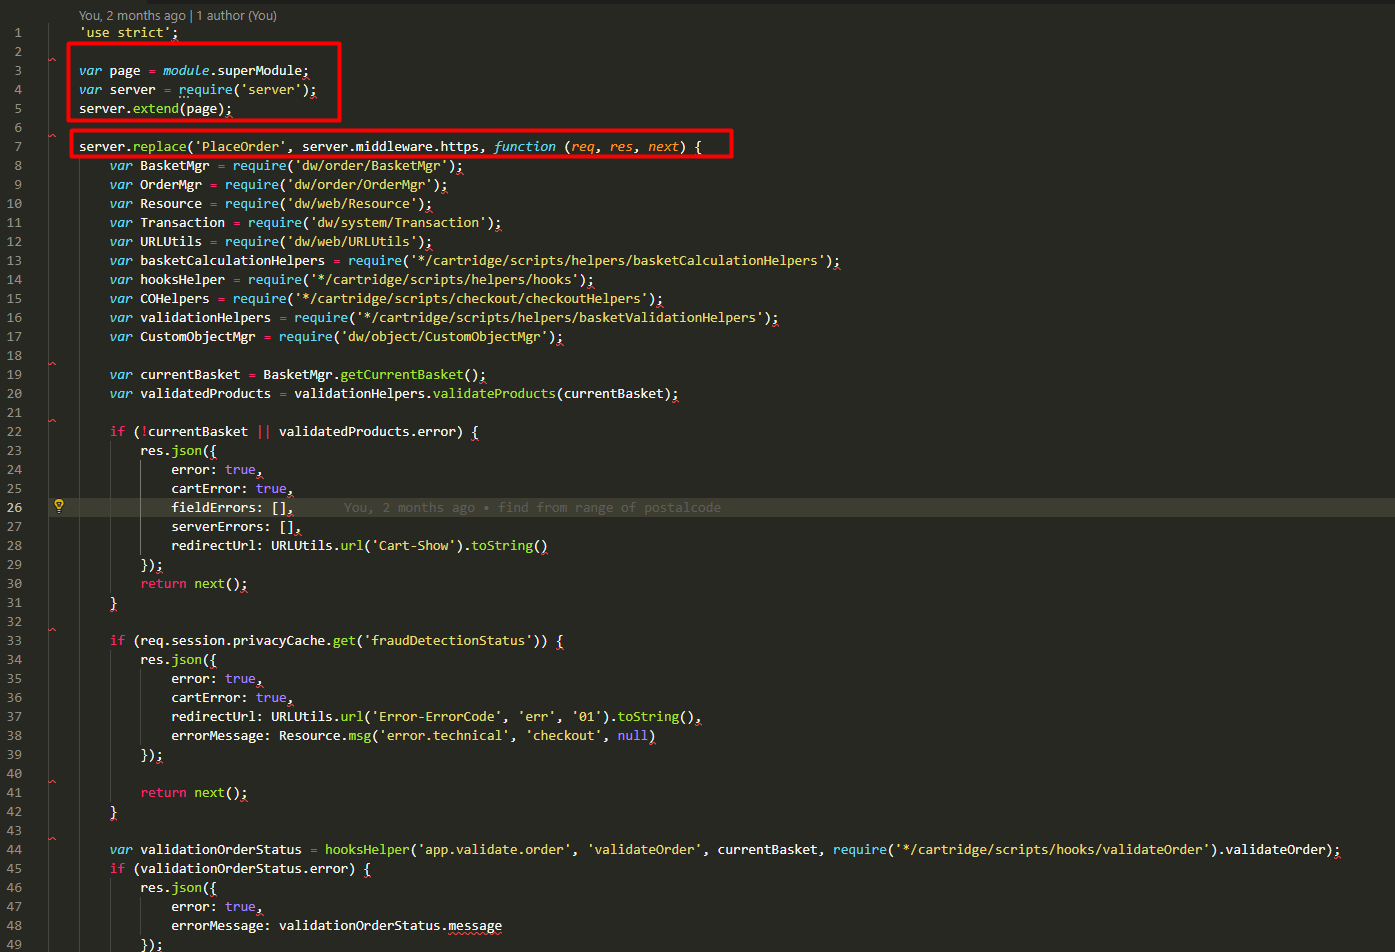 You, 2 months ago | 1 author (You)
1 'use strict';
2
3 var page = module.superModule;
4 var server = require('server');
5 server.extend(page);
6
7 server.replace('PlaceOrder', server.middleware.https, function (req, res, next) {
8 var BasketMgr = require('dw/order/BasketMgr');
9 var OrderMgr = require('dw/order/OrderMgr');
10 var Resource = require('dw/web/Resource');
11 var Transaction = require('dw/system/Transaction');
12 var URLUtils = require('dw/web/URLUtils');
13 var basketCalculationHelpers = require('*/cartridge/scripts/helpers/basketCalculationHelpers');
14 var hooksHelper = require('*/cartridge/scripts/helpers/hooks');
15 var COHelpers = require('*/cartridge/scripts/checkout/checkoutHelpers');
16 var validationHelpers = require('*/cartridge/scripts/helpers/basketValidationHelpers');
17 var CustomObjectMgr = require('dw/object/CustomObjectMgr');
18
19 var currentBasket = BasketMgr.getCurrentBasket();
20 var validatedProducts = validationHelpers.validateProducts(currentBasket);
21
22 if (!currentBasket || validatedProducts.error) {
23 res.json({
24 error: true,
25 cartError: true,
26 fieldErrors: [], You, 2 months ago • find from range of postalcode
27 serverErrors: [],
28 redirectUrl: URLUtils.url('Cart-Show').toString()
29 });
30 return next();
31 }
32
33 if (req.session.privacyCache.get('fraudDetectionStatus')) {
34 res.json({
35 error: true,
36 cartError: true,
37 redirectUrl: URLUtils.url('Error-ErrorCode', 'err', '01').toString(),
38 errorMessage: Resource.msg('error.technical', 'checkout', null)
39 });
40
41 return next();
42 }
43
44 var validationOrderStatus = hooksHelper('app.validate.order', 'validateOrder', currentBasket, require('*/cartridge/scripts/hooks/validateOrder').validateOrder);
45 if (validationOrderStatus.error) {
46 res.json({
47 error: true,
48 errorMessage: validationOrderStatus.message
49 });